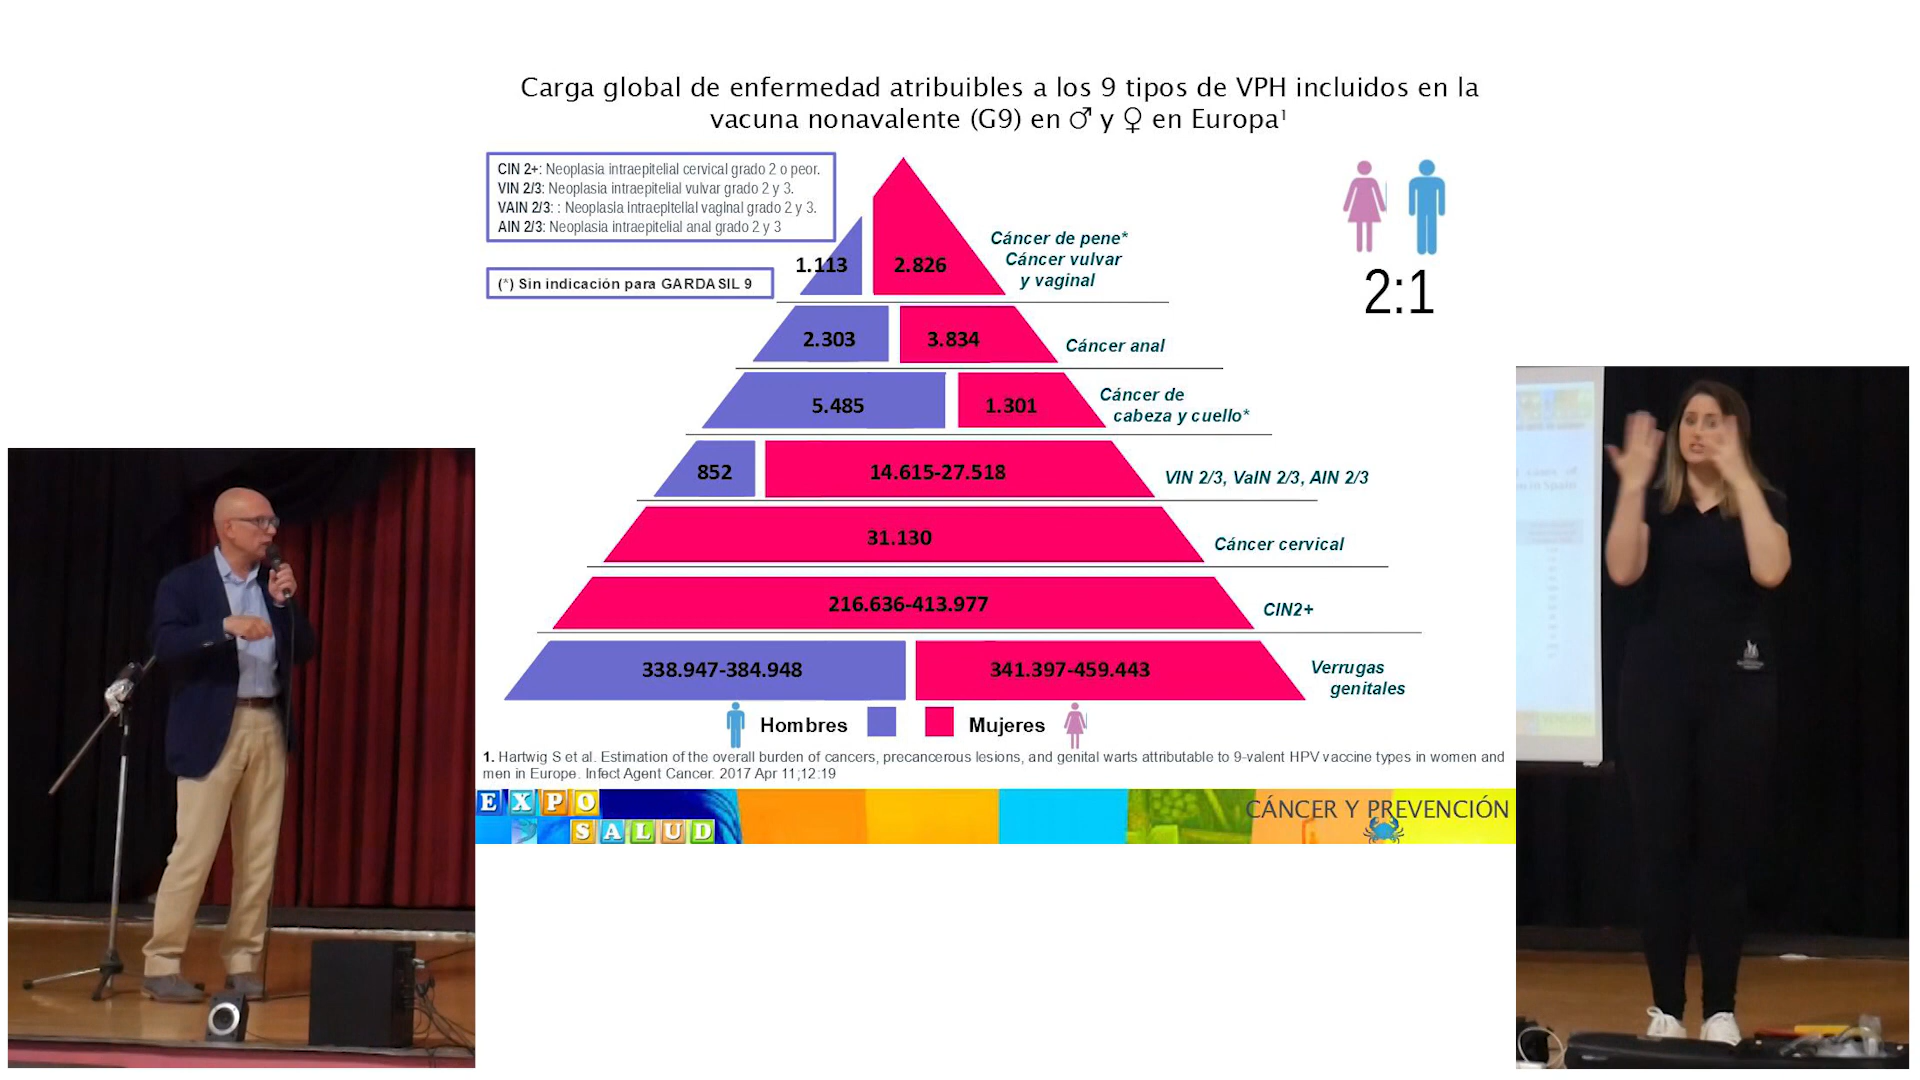 Carga global de enfermedad atribuibles a los 9 tipos de VPH incluidos en la
vacuna nonavalente (G9) en ♂ y ♀ en Europa¹
CIN 2+: Neoplasia intraepitelial cervical grado 2 o peor.
VIN 2/3: Neoplasia intraepitelial vulvar grado 2 y 3.
VAIN 2/3: : Neoplasia intraepitelial vaginal grado 2 y 3.
AIN 2/3: Neoplasia intraepitelial anal grado 2 y 3
(*) Sin indicación para GARDASIL 9
2:1
1.113
2.826
Cáncer de pene*
Cáncer vulvar
y vaginal
2.303
3.834
Cáncer anal
5.485
1.301
Cáncer de
cabeza y cuello*
852
14.615-27.518
VIN 2/3, VaIN 2/3, AIN 2/3
31.130
Cáncer cervical
216.636-413.977
CIN2+
338.947-384.948
341.397-459.443
Verrugas
genitales
Hombres
Mujeres
1. Hartwig S et al. Estimation of the overall burden of cancers, precancerous lesions, and genital warts attributable to 9-valent HPV vaccine types in women and
men in Europe. Infect Agent Cancer. 2017 Apr 11;12:19
EXPO
SALUD
CÁNCER Y PREVENCIÓN